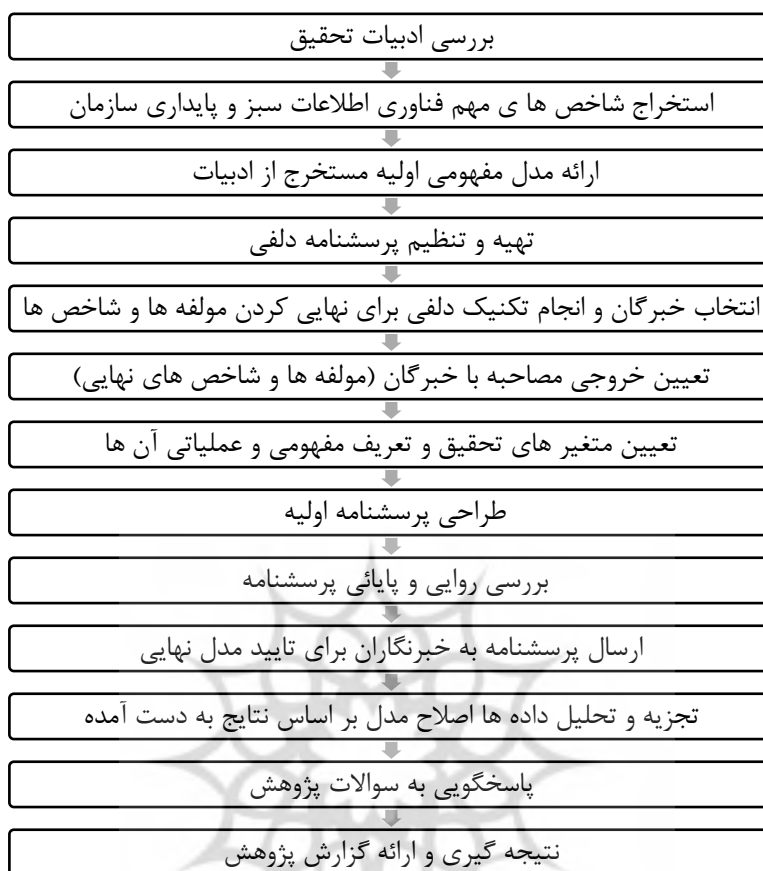 بررسی ادبیات تحقیق
استخراج شاخص ها ی مهم فناوری اطلاعات سبز و پایداری سازمان
ارائه مدل مفهومی اولیه مستخرج از ادبیات
تهیه و تنظیم پرسشنامه دلفی
انتخاب خبرگان و انجام تکنیک دلفی برای نهایی کردن مولفه ها و شاخص ها
تعیین خروجی مصاحبه با خبرگان (مولفه ها و شاخص های نهایی)
تعیین متغیر های تحقیق و تعریف مفهومی و عملیاتی آن ها
طراحی پرسشنامه اولیه
بررسی روایی و پایائی پرسشنامه
ارسال پرسشنامه به خبرنگاران برای تایید مدل نهایی
تجزیه و تحلیل داده ها اصلاح مدل بر اساس نتایج به دست آمده
پاسخگویی به سوالات پژوهش
نتیجه گیری و ارائه گزارش پژوهش